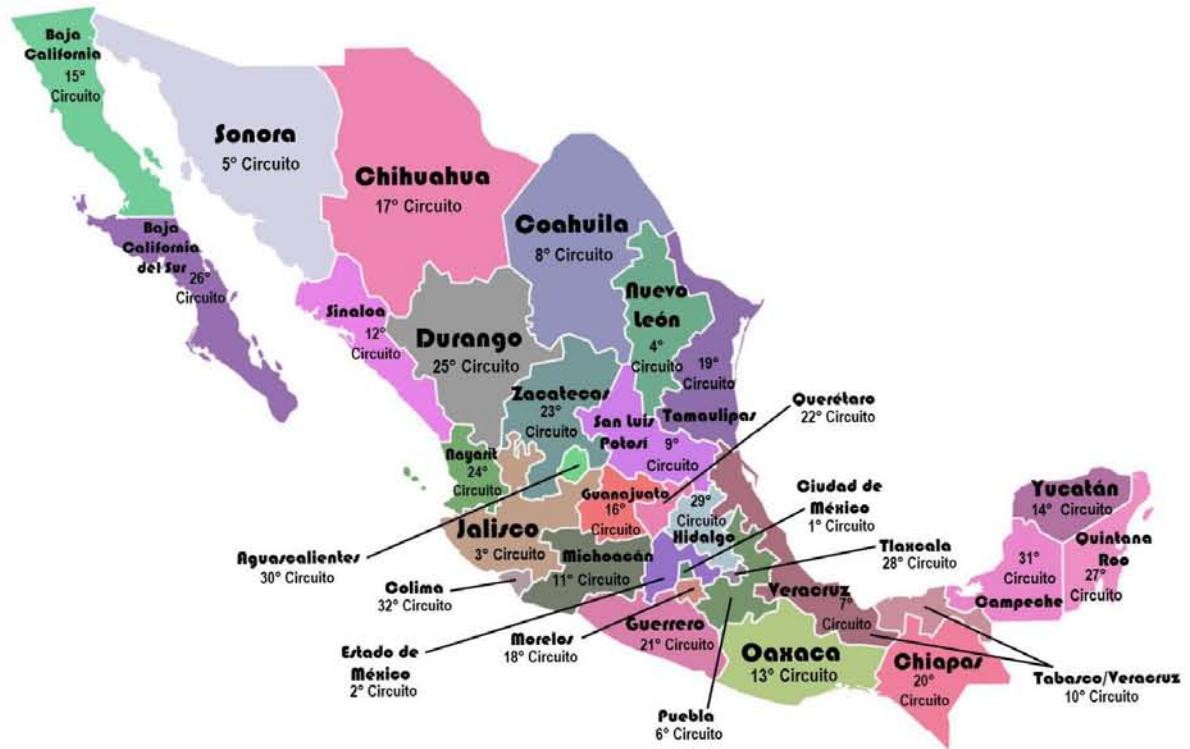 Baja
California
15°
Circuito
Sonora
5° Circuito
Chihuahua
17° Circuito
Coahuila
8° Circuito
Baja
California
del Sur
26°
Circuito
Nuevo
León
4°
Circuito
Sinaloa
12°
Circuito
Durango
25° Circuito
19°
Circuito
Tamaulipas
Zacatecas
23°
Circuito
San Luis
Potosí
9°
Circuito
Querétaro
22° Circuito
Nayarit
24°
Circuito
Guanajuato
16°
Circuito
29°
Circuito
Hidalgo
Ciudad de
México
1° Circuito
Yucatán
14° Circuito
Jalisco
3° Circuito
Michoacán
11° Circuito
Tlaxcala
28° Circuito
Quintana
Roo
27°
Circuito
31°
Circuito
Campeche
Aguascalientes
30° Circuito
Colima
32° Circuito
Veracruz
7°
Circuito
Guerrero
21° Circuito
Morelos
18° Circuito
Estado de
México
2° Circuito
Oaxaca
13° Circuito
Chiapas
20°
Circuito
Tabasco/Veracruz
10° Circuito
Puebla
6° Circuito